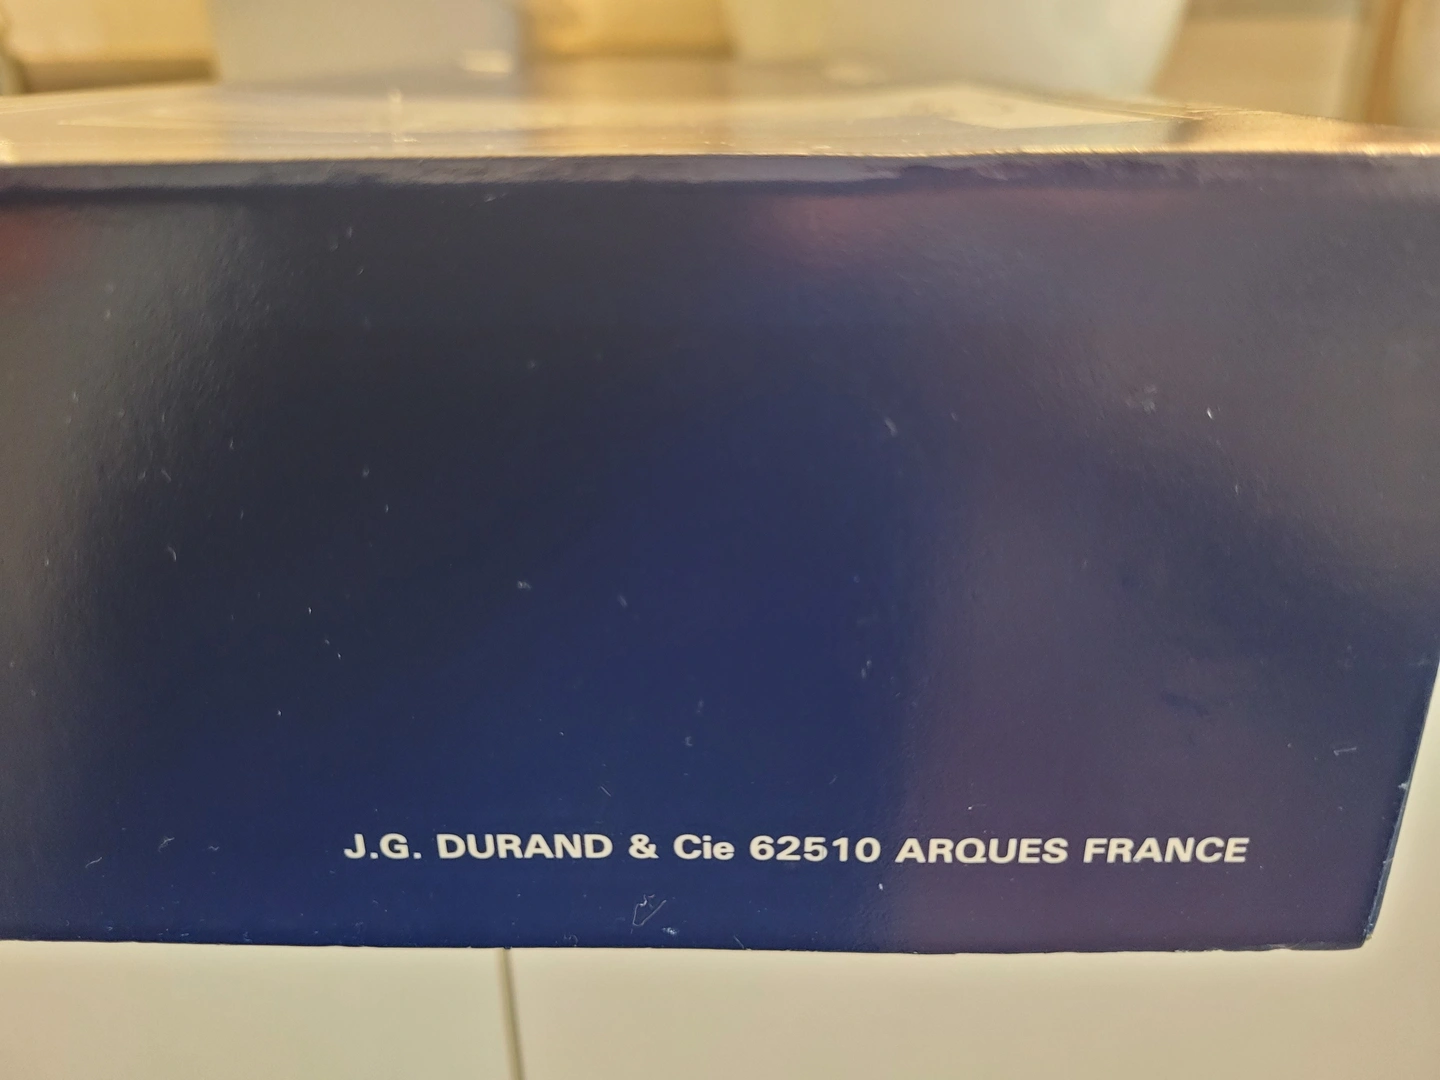 J.G. DURAND & Cie 62510 ARQUES FRANCE